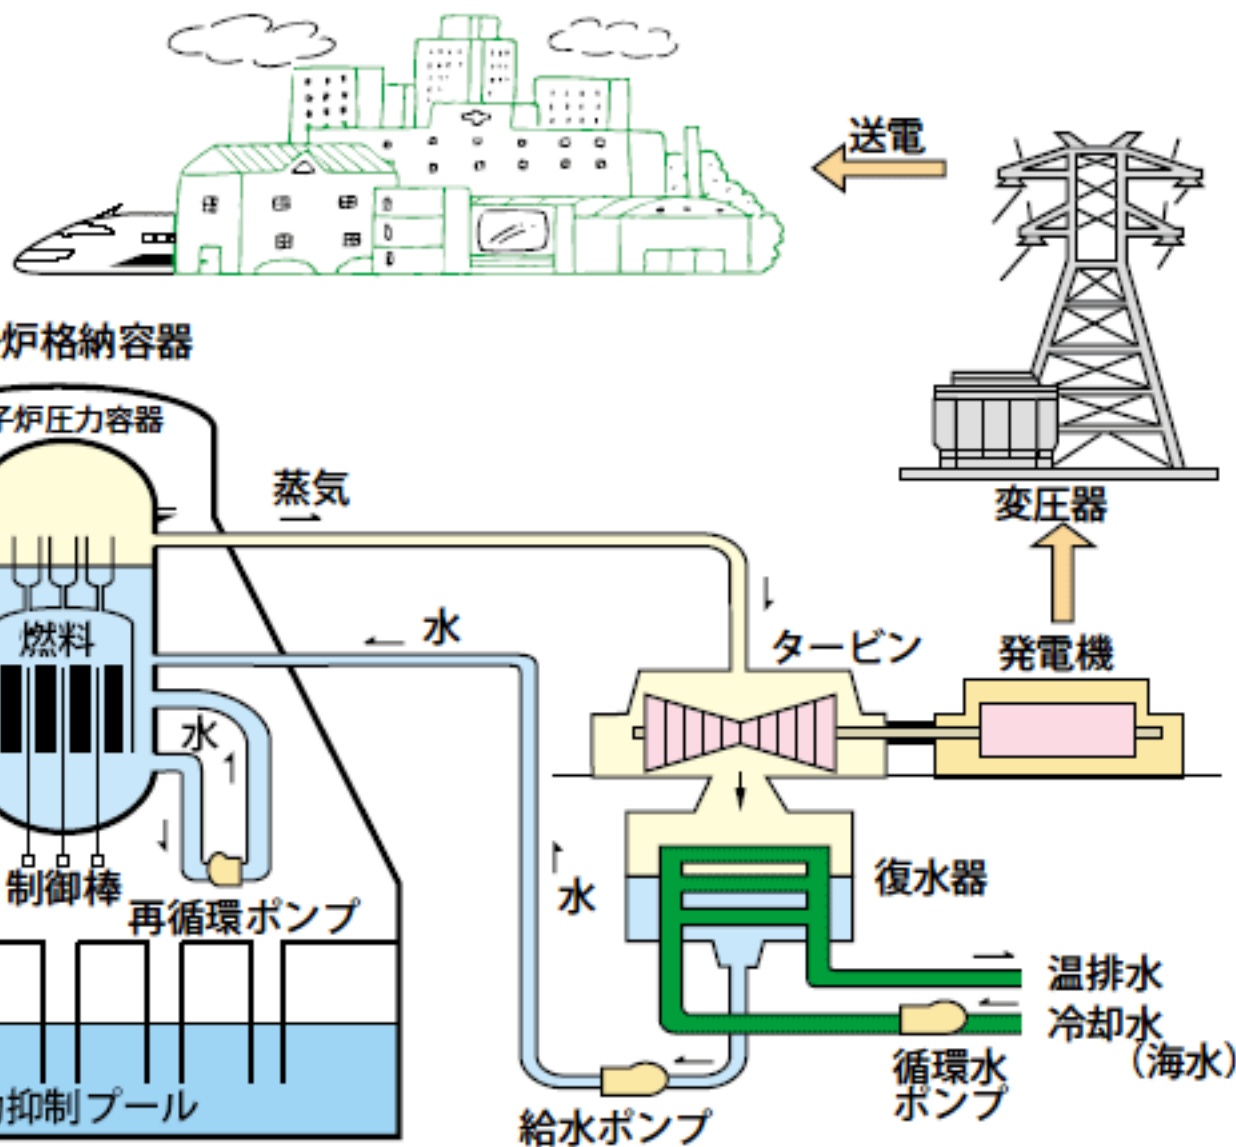 送電
炉格納容器
子炉圧力容器
蒸気
変圧器
水
タービン
発電機
燃料
水
制御棒
再循環ポンプ
水
復水器
温排水
冷却水
(海水)
循環水
ポンプ
抑制プール
給水ポンプ